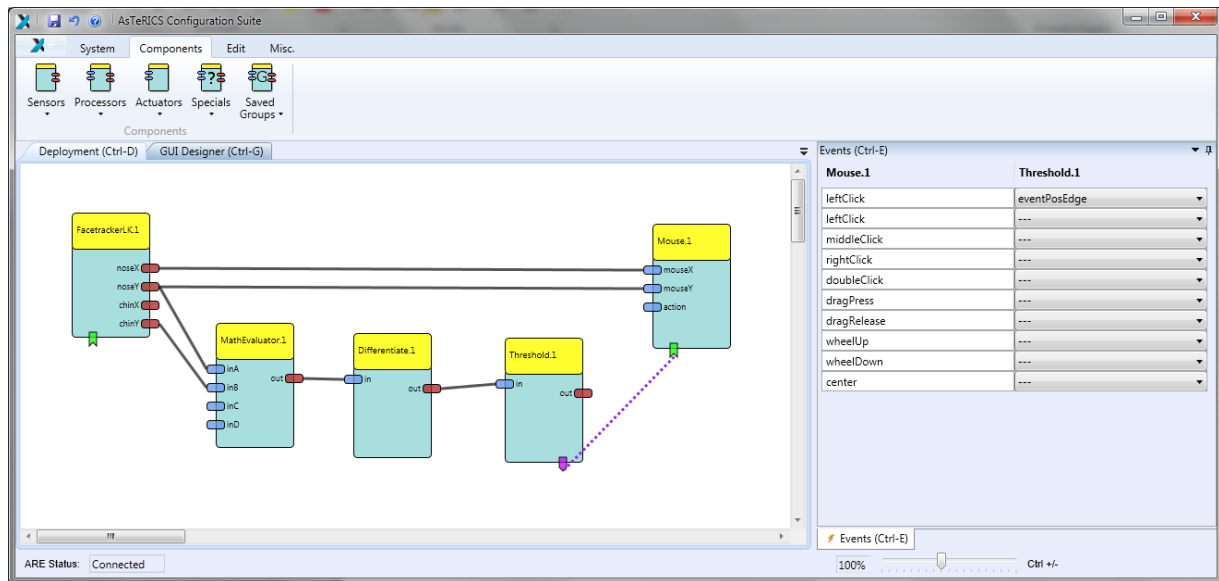 AsTeRICS Configuration Suite
System Components Edit Misc.
Sensors Processors Actuators Specials Saved Groups
Components
Deployment (Ctrl-D) GUI Designer (Ctrl-G)
FacetrackerLK.1
noseX
noseY
chinX
chinY
MathEvaluator.1
inA
inB
inC
inD
out
Differentiate.1
in
out
Threshold.1
in
out
Mouse.1
mouseX
mouseY
action
Events (Ctrl-E)
Mouse.1 Threshold.1
leftClick eventPosEdge
leftClick ---
middleClick ---
rightClick ---
doubleClick ---
dragPress ---
dragRelease ---
wheelUp ---
wheelDown ---
center ---
Events (Ctrl-E)
ARE Status: Connected
100% Ctrl +/-